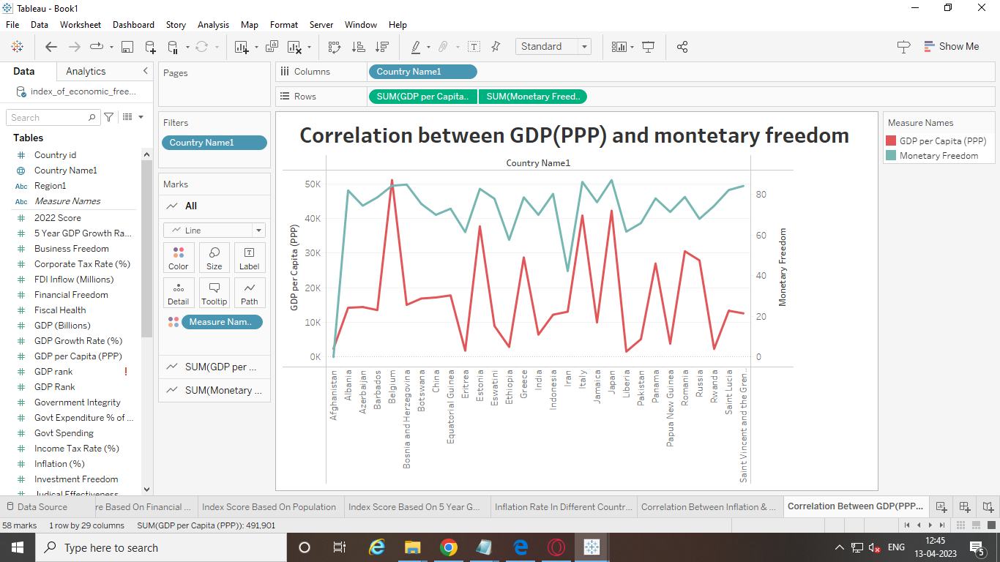 Tableau - Book1
File Data Worksheet Dashboard Story Analysis Map Format Server Window Help
Standard
Show Me
Data Analytics
index_of_economic_free...
Search
Tables
Country id
Country Name1
Abc Region1
Abc Measure Names
2022 Score
5 Year GDP Growth Ra...
Business Freedom
Corporate Tax Rate (%)
FDI Inflow (Millions)
Financial Freedom
Fiscal Health
GDP (Billions)
GDP Growth Rate (%)
GDP per Capita (PPP)
GDP rank !
GDP Rank
Government Integrity
Govt Expenditure % of ...
Govt Spending
Income Tax Rate (%)
Inflation (%)
Investment Freedom
Judical Effectiveness
Pages
Filters
Country Name1
Marks
All
Line
Color Size Label
Detail Tooltip Path
Measure Nam..
SUM(GDP per ...
SUM(Monetary ...
Columns Country Name1
Rows SUM(GDP per Capita.. SUM(Monetary Freed..
Correlation between GDP(PPP) and montetary freedom
Country Name1
GDP per Capita (PPP)
50K
40K
30K
20K
10K
0K
80
60
40
20
0
Monetary Freedom
Afghanistan
Albania
Azerbaijan
Barbados
Belgium
Bosnia and Herzegovina
Botswana
China
Equatorial Guinea
Eritrea
Estonia
Eswatini
Ethiopia
Greece
India
Indonesia
Iran
Italy
Jamaica
Japan
Liberia
Pakistan
Panama
Papua New Guinea
Romania
Russia
Rwanda
Saint Lucia
Saint Vincent and the Gren..
Measure Names
GDP per Capita (PPP)
Monetary Freedom
Data Source re Based On Financial ... Index Score Based On Population Index Score Based On 5 Year G... Inflation Rate In Different Countr... Correlation Between Inflation & ... Correlation Between GDP(PPP...
58 marks 1 row by 29 columns SUM(GDP per Capita (PPP)): 491,901
Type here to search
ENG
12:45
13-04-2023
5